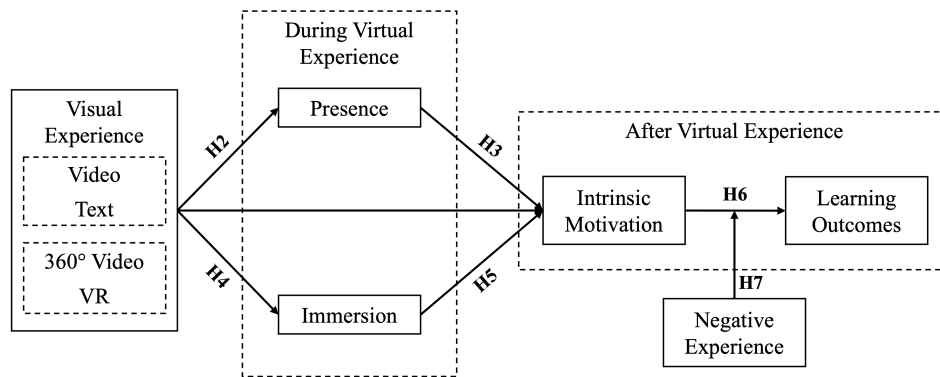 During Virtual
Experience
Visual
Experience
Video
Text
360° Video
VR
H2
Presence
H3
H4
Immersion
H5
After Virtual Experience
Intrinsic
Motivation
H6
Learning
Outcomes
H7
Negative
Experience